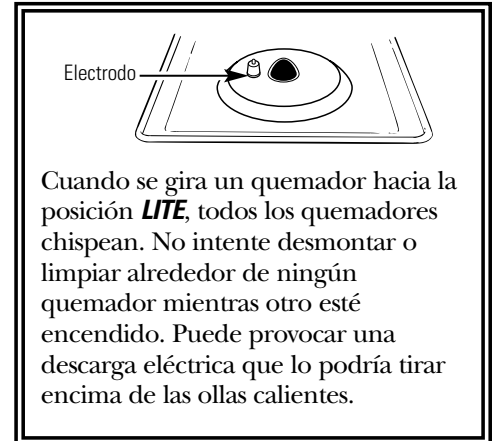 Electrodo
Cuando se gira un quemador hacia la
posición LITE, todos los quemadores
chispean. No intente desmontar o
limpiar alrededor de ningún
quemador mientras otro esté
encendido. Puede provocar una
descarga eléctrica que lo podría tirar
encima de las ollas calientes.